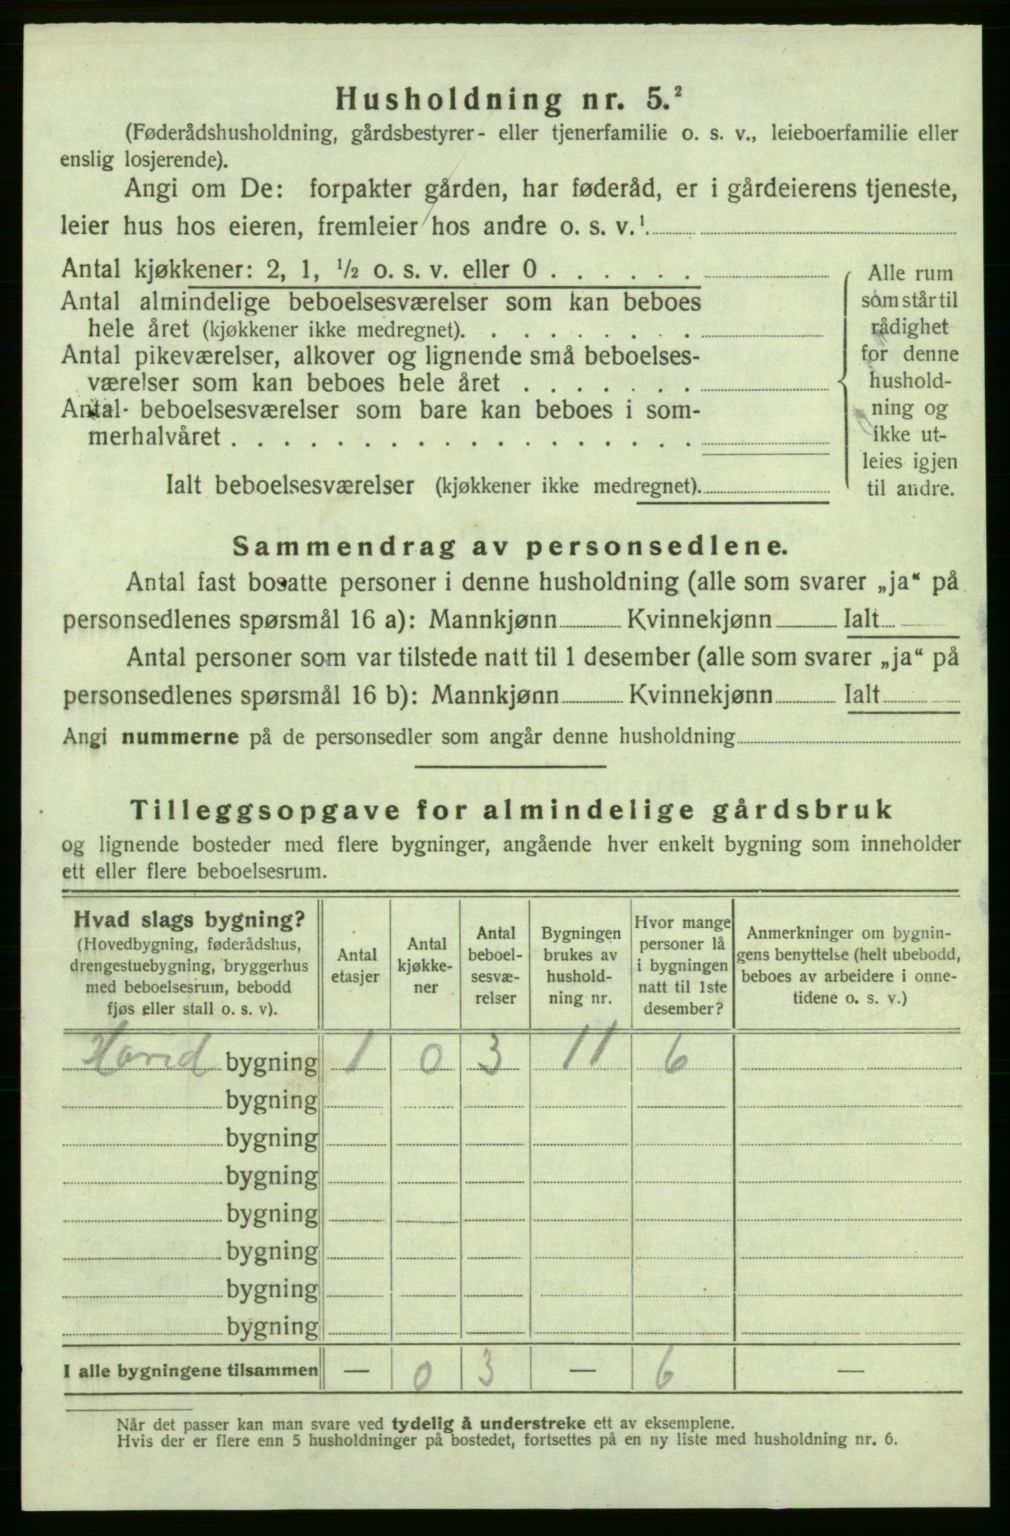 Husholdning nr. 5.²
(Føderådshusholdning, gårdsbestyrer- eller tjenerfamilie o. s. v., leieboerfamilie eller
enslig losjerende).
Angi om De: forpakter gården, har føderåd, er i gårdeierens tjeneste,
leier hus hos eieren, fremleier hos andre o. s. v.¹
Antal kjøkkener: 2, 1, ½ o. s. v. eller 0
Antal almindelige beboelsesværelser som kan beboes
hele året (kjøkkener ikke medregnet).
Antal pikeværelser, alkover og lignende små beboelses-
værelser som kan beboes hele året
Antal beboelsesværelser som bare kan beboes i som-
merhalvåret
Ialt beboelsesværelser (kjøkkener ikke medregnet).
Alle rum
som står til
rådighet
for denne
hushold-
ning og
ikke ut-
leies igjen
til andre.
Sammendrag av personsedlene.
Antal fast bosatte personer i denne husholdning (alle som svarer „ja“ på
personsedlenes spørsmål 16 a): Mannkjønn Kvinnekjønn Ialt
Antal personer som var tilstede natt til 1 desember (alle som svarer „ja“ på
personsedlenes spørsmål 16 b): Mannkjønn Kvinnekjønn Ialt
Angi nummerne på de personsedler som angår denne husholdning
Tilleggsopgave for almindelige gårdsbruk
og lignende bosteder med flere bygninger, angående hver enkelt bygning som inneholder
ett eller flere beboelsesrum.
Hvad slags bygning?
(Hovedbygning, føderådshus,
drengestuebygning, bryggerhus
med beboelsesrum, bebodd
fjøs eller stall o. s. v).
Antal
etasjer
Antal
kjøkke-
ner
Antal
beboel-
sesvæ-
relser
Bygningen
brukes av
hushold-
ning nr.
Hvor mange
personer lå
i bygningen
natt til 1ste
desember?
Anmerkninger om bygnin-
gens benyttelse (helt ubebodd,
beboes av arbeidere i onne-
tidene o. s. v.)
bygning 1 0 3 11 6
bygning
bygning
bygning
bygning
bygning
bygning
bygning
I alle bygningene tilsammen — 0 3 — 6 —
Når det passer kan man svare ved tydelig å understreke ett av eksemplene.
Hvis der er flere enn 5 husholdninger på bostedet, fortsettes på en ny liste med husholdning nr. 6.